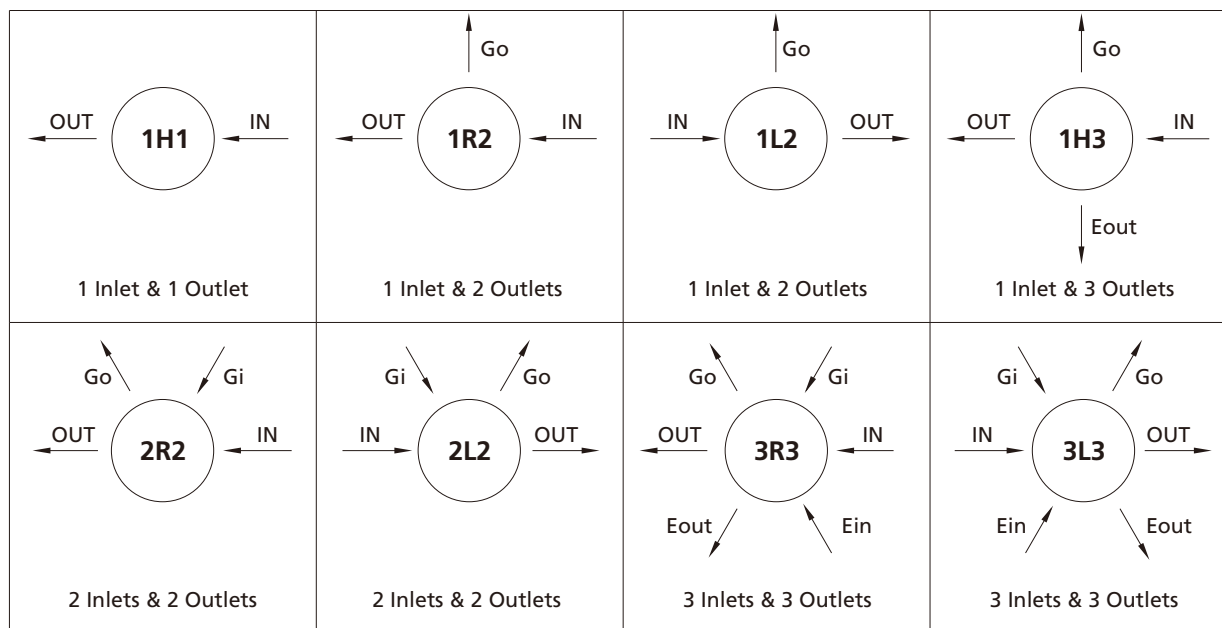 OUT
1H1
IN
1 Inlet & 1 Outlet
Go
OUT
1R2
IN
1 Inlet & 2 Outlets
Go
IN
1L2
OUT
1 Inlet & 2 Outlets
Go
OUT
1H3
IN
Eout
1 Inlet & 3 Outlets
Go
Gi
OUT
2R2
IN
2 Inlets & 2 Outlets
Gi
Go
IN
2L2
OUT
2 Inlets & 2 Outlets
Go
Gi
OUT
3R3
IN
Eout
Ein
3 Inlets & 3 Outlets
Gi
Go
IN
3L3
OUT
Ein
Eout
3 Inlets & 3 Outlets